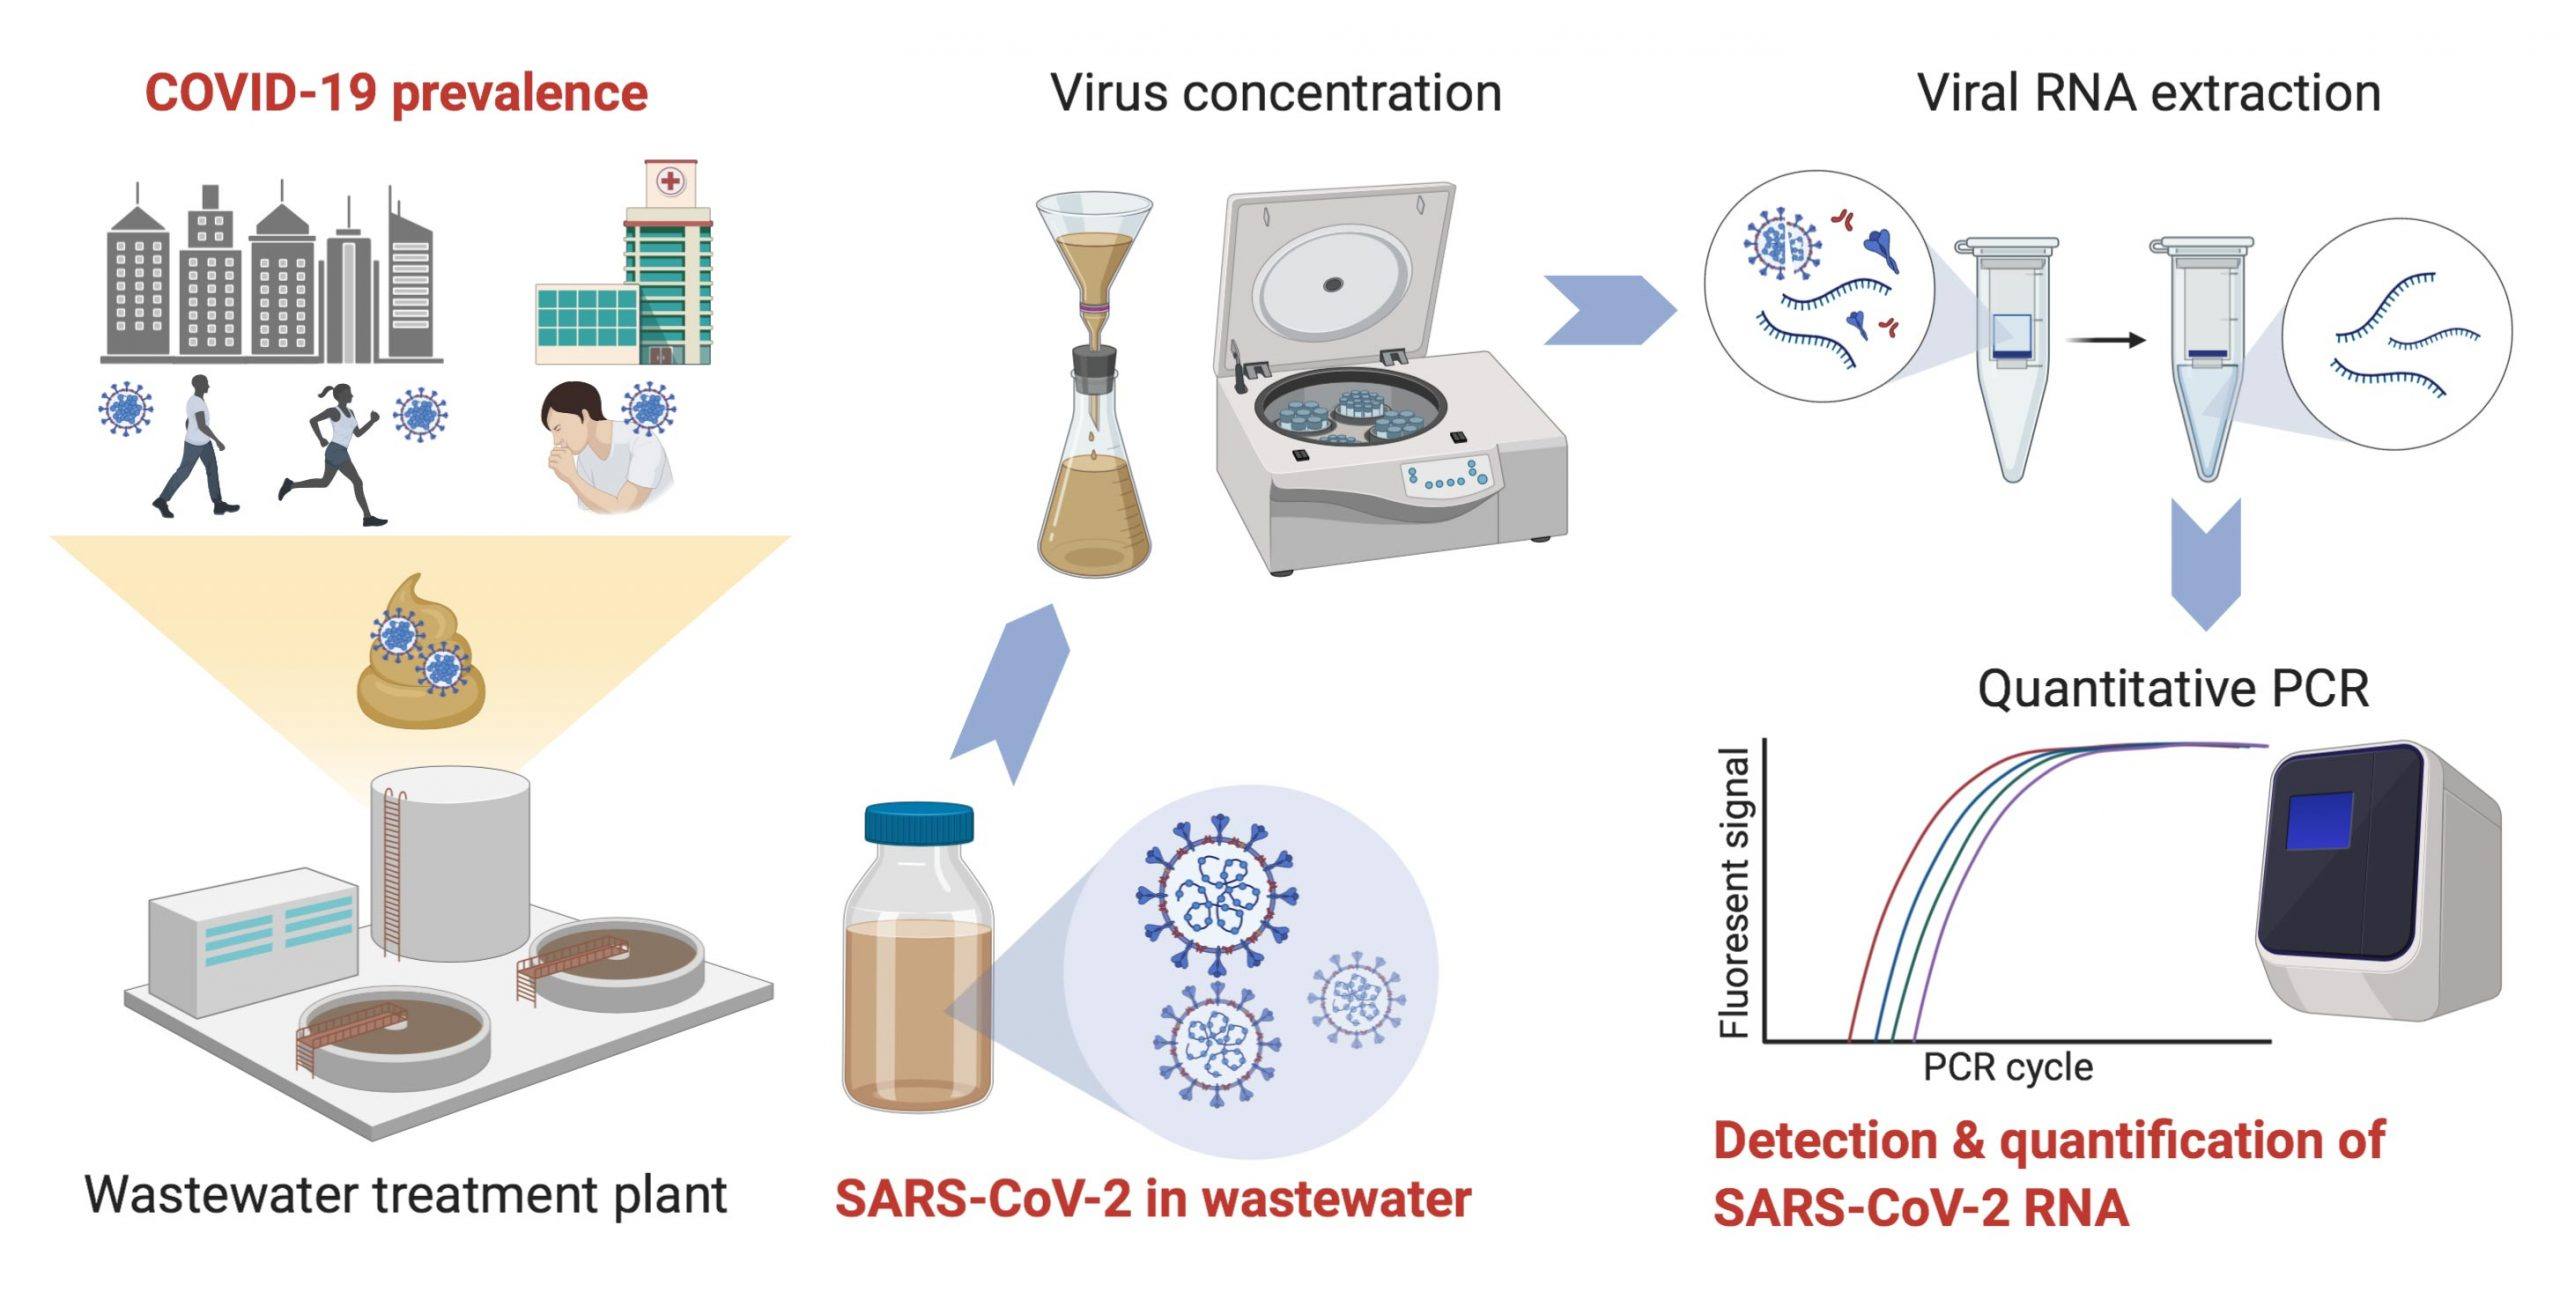 COVID-19 prevalence
Wastewater treatment plant
SARS-CoV-2 in wastewater
Virus concentration
Viral RNA extraction
Quantitative PCR
Fluoresent signal
PCR cycle
Detection & quantification of
SARS-CoV-2 RNA